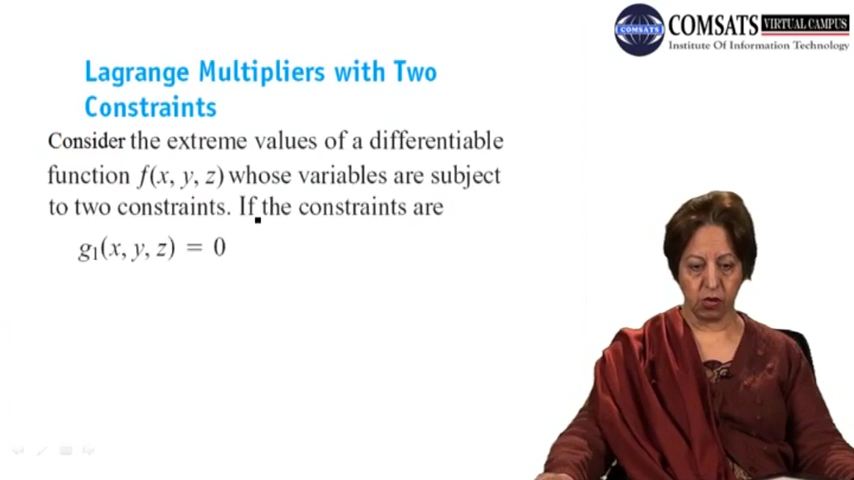 COMSATS VIRTUAL CAMPUS
COMSATS
Institute Of Information Technology
Lagrange Multipliers with Two
Constraints
Consider the extreme values of a differentiable
function f(x, y, z) whose variables are subject
to two constraints. If the constraints are
g₁(x, y, z) = 0